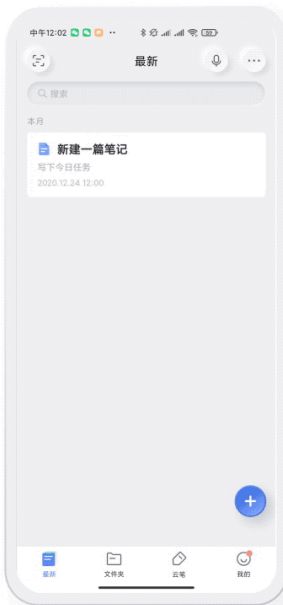 中午12:02
最新
搜索
本月
新建一篇笔记
写下今日任务
2020.12.24 12:00
最新
文件夹
云笔
我的